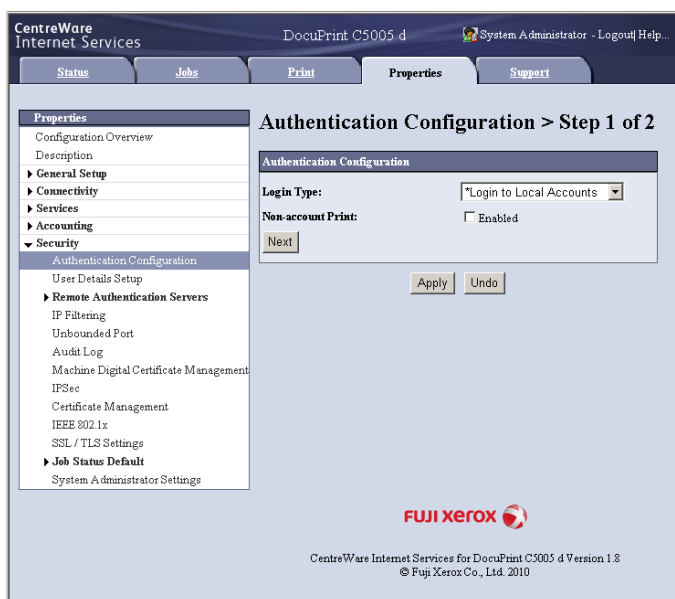 CentreWare
Internet Services
DocuPrint C5005 d
System Administrator - Logout| Help...
Status
Jobs
Print
Properties
Support
Properties
Configuration Overview
Description
General Setup
Connectivity
Services
Accounting
Security
Authentication Configuration
User Details Setup
Remote Authentication Servers
IP Filtering
Unbounded Port
Audit Log
Machine Digital Certificate Management
IPSec
Certificate Management
IEEE 802.1x
SSL / TLS Settings
Job Status Default
System Administrator Settings
Authentication Configuration > Step 1 of 2
Authentication Configuration
Login Type:
*Login to Local Accounts
Non-account Print:
Enabled
Next
Apply
Undo
FUJI xerox
CentreWare Internet Services for DocuPrint C5005 d Version 1.8
© Fuji Xerox Co., Ltd. 2010